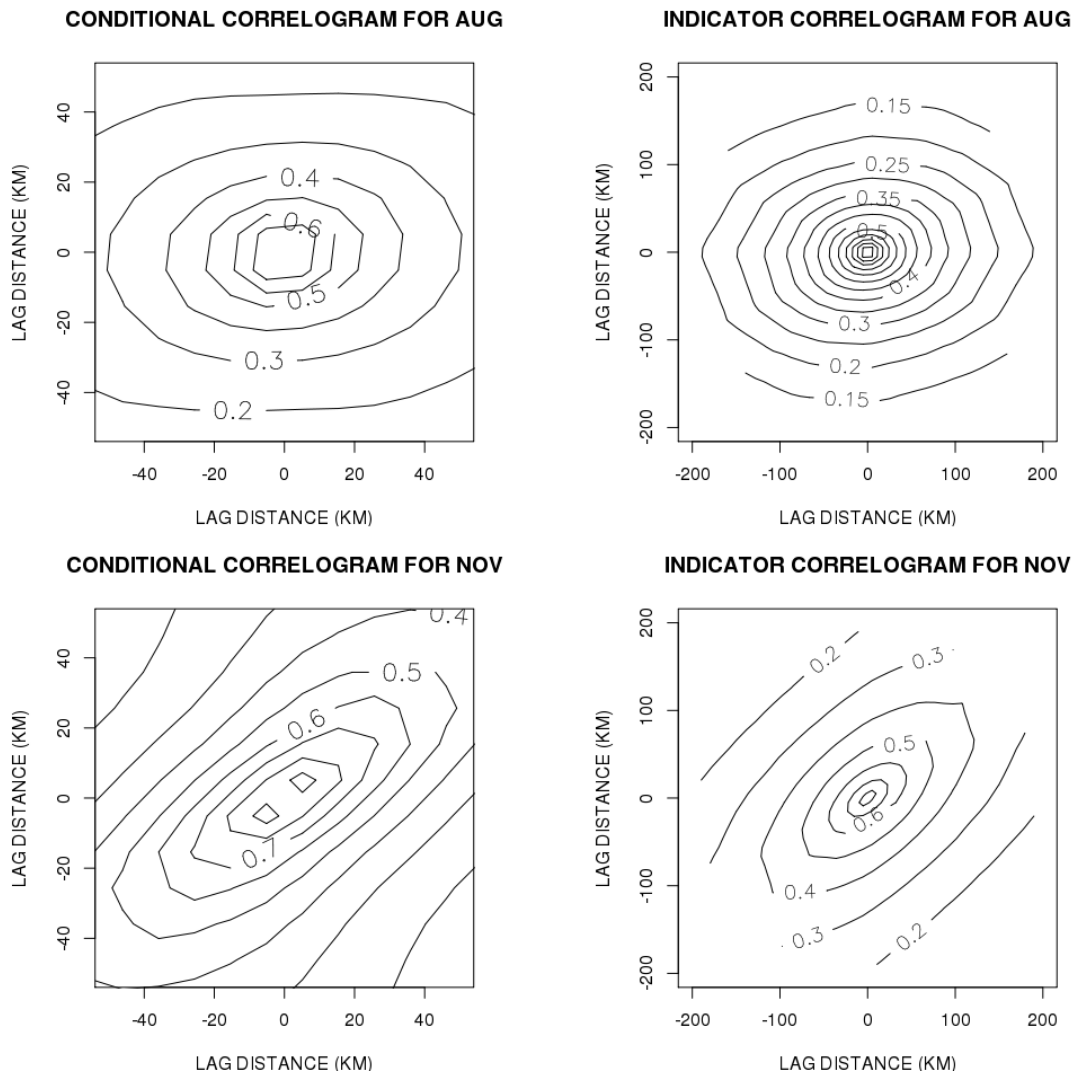 CONDITIONAL CORRELOGRAM FOR AUG
LAG DISTANCE (KM)
40
20
0
-20
-40
0.4
0.6
0.5
0.3
0.2
-40 -20 0 20 40
LAG DISTANCE (KM)
INDICATOR CORRELOGRAM FOR AUG
LAG DISTANCE (KM)
200
100
0
-100
-200
0.15
0.25
0.35
0.5
0.4
0.3
0.2
0.15
-200 -100 0 100 200
LAG DISTANCE (KM)
CONDITIONAL CORRELOGRAM FOR NOV
LAG DISTANCE (KM)
40
20
0
-20
-40
0.4
0.5
0.6
0.7
-40 -20 0 20 40
LAG DISTANCE (KM)
INDICATOR CORRELOGRAM FOR NOV
LAG DISTANCE (KM)
200
100
0
-100
-200
0.2
0.3
0.5
0.6
0.4
0.3
0.2
-200 -100 0 100 200
LAG DISTANCE (KM)